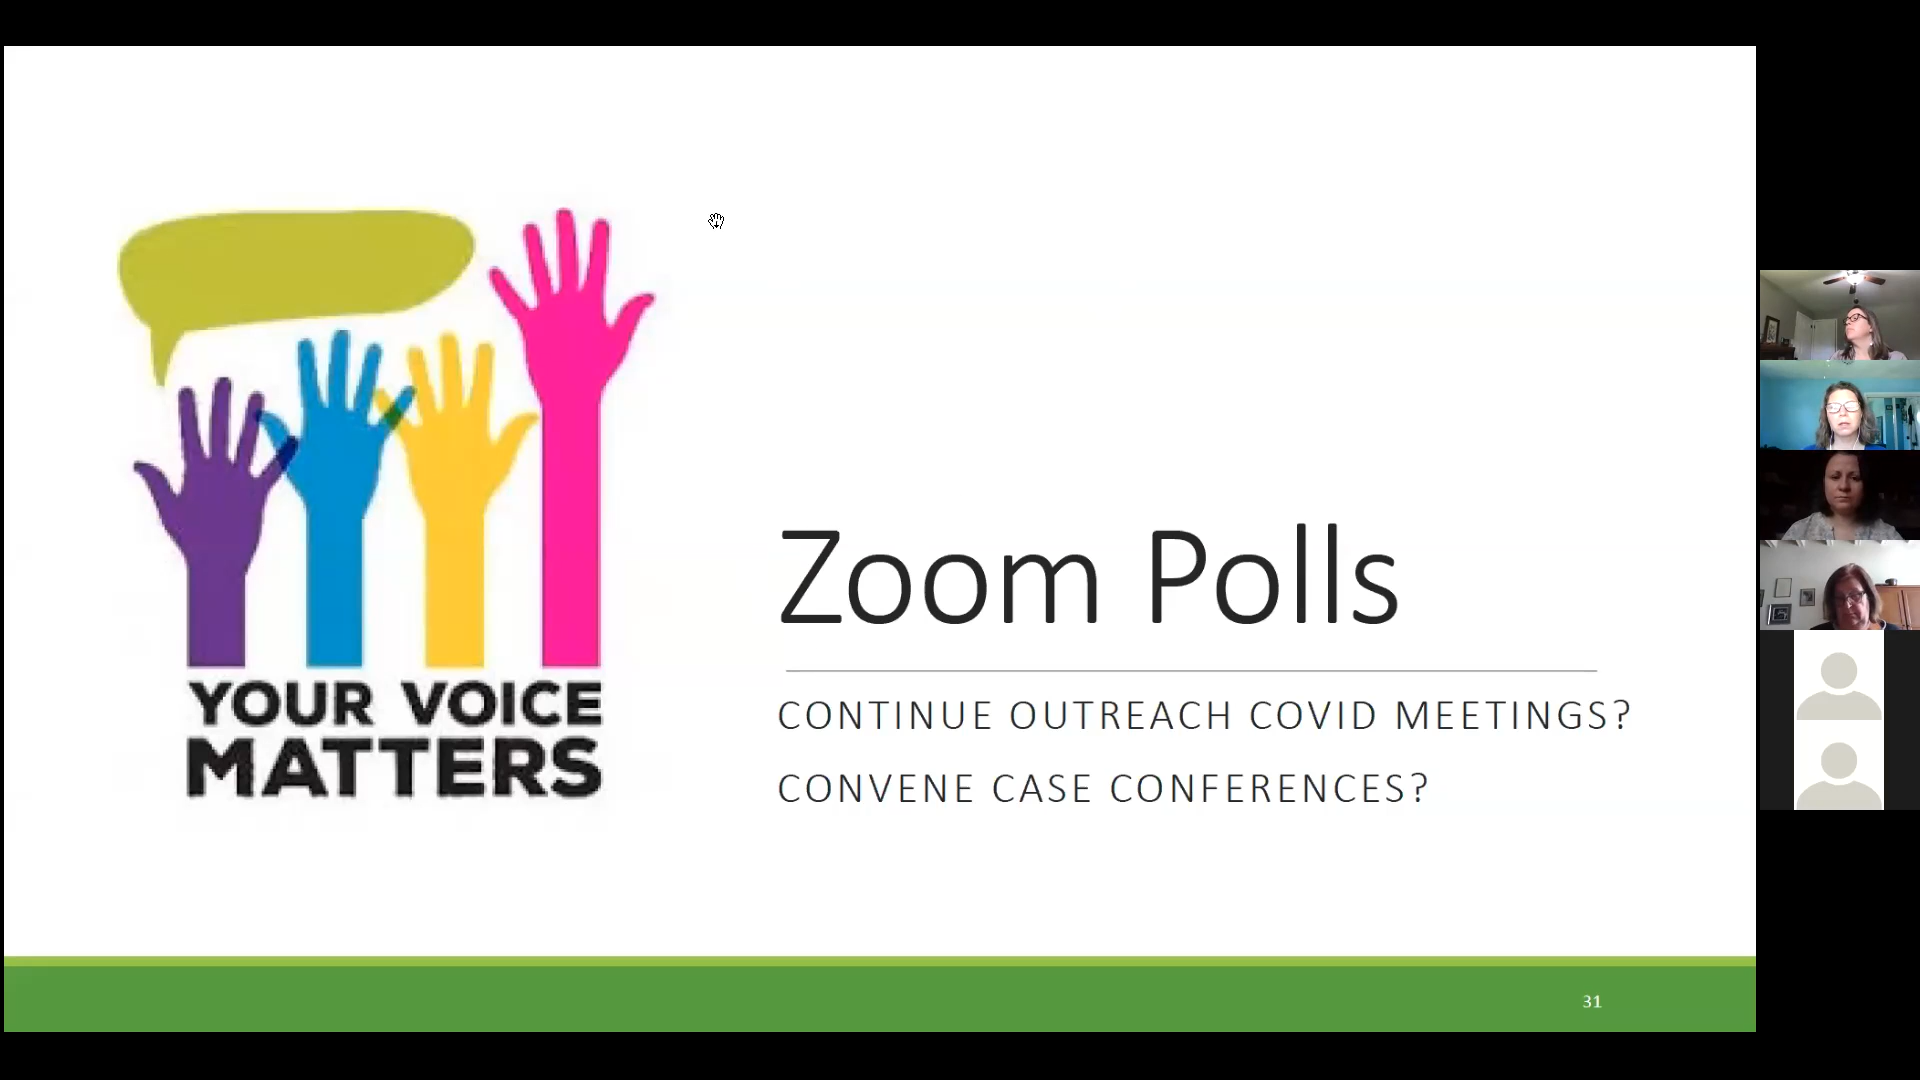 YOUR VOICE
MATTERS
Zoom Polls
CONTINUE OUTREACH COVID MEETINGS?
CONVENE CASE CONFERENCES?
31